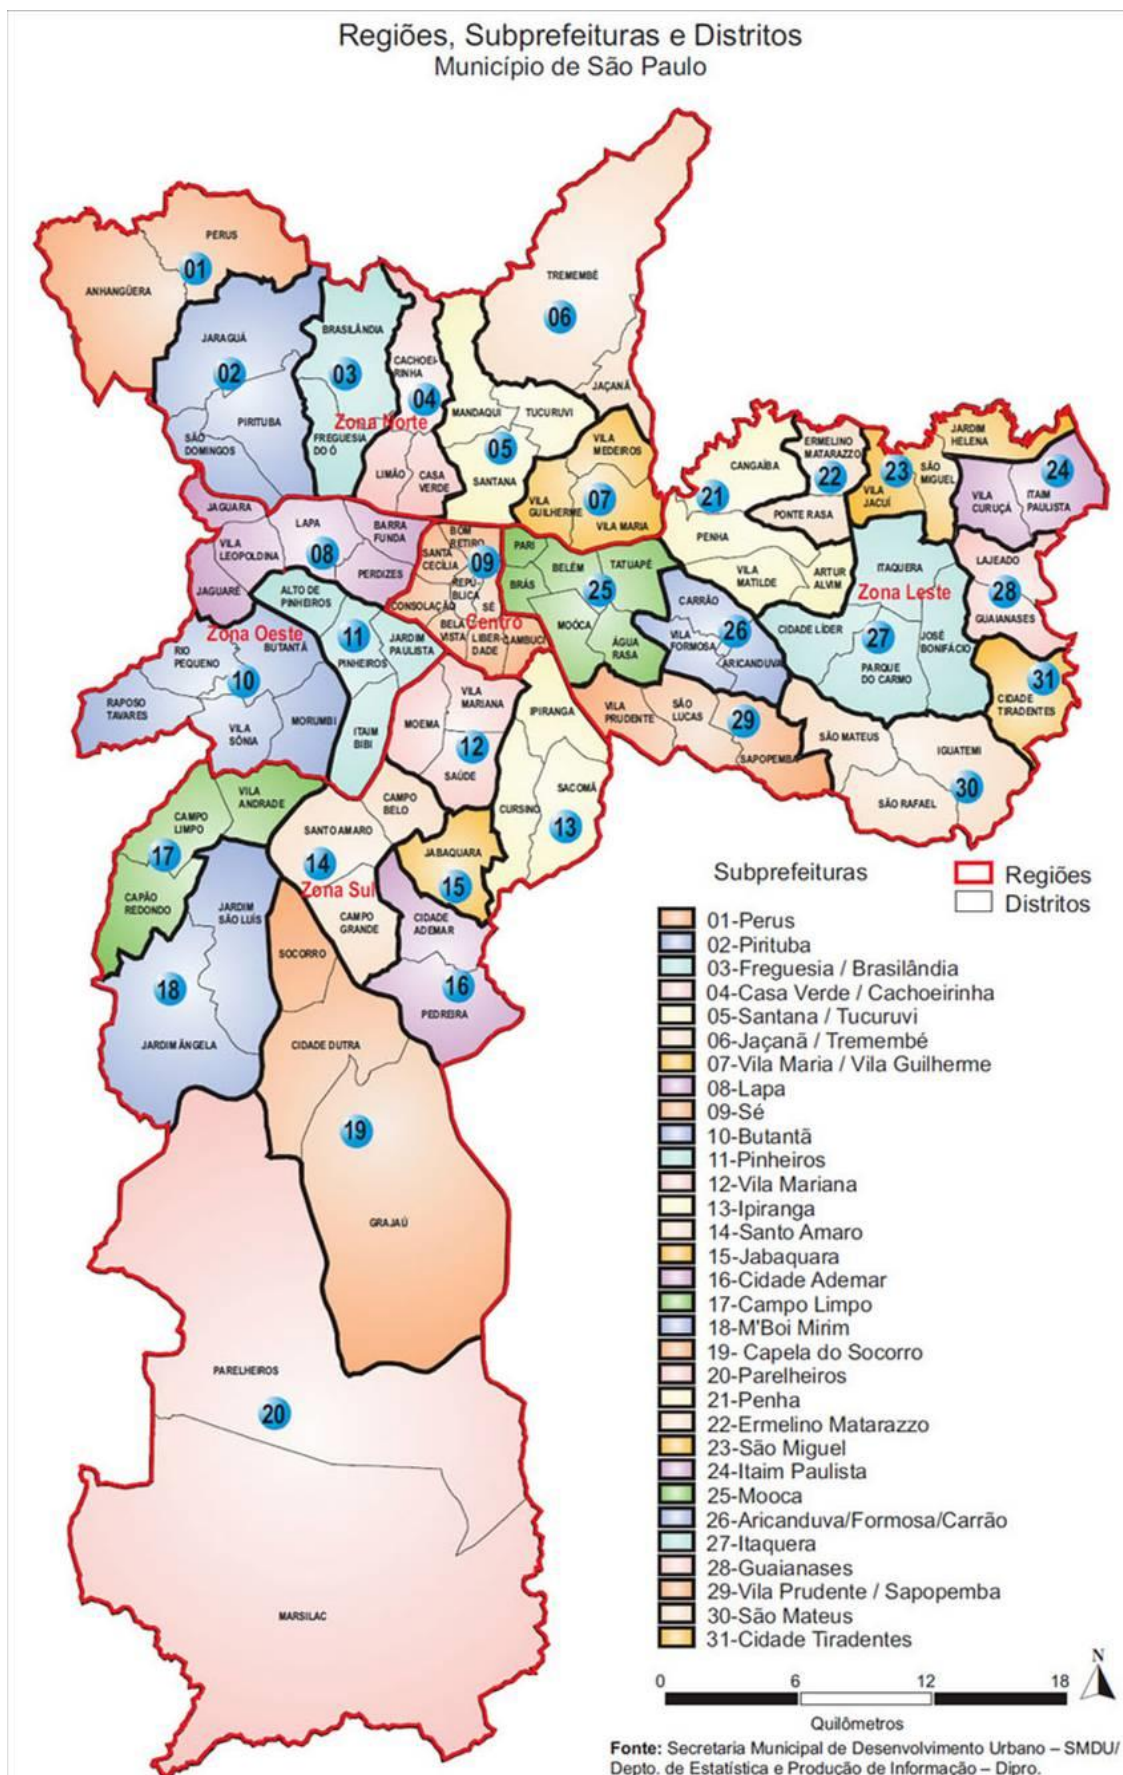 Regiões, Subprefeituras e Distritos
Município de São Paulo
PERUS
01
ANHANGÜERA
TREMEMBÉ
06
JARAGUÁ
02
BRASILÂNDIA
03
CACHOEI-
RINHA
04
JAÇANÃ
PIRITUBA
Zona Norte
MANDAQUI
TUCURUVI
SÃO
DOMINGOS
FREGUESIA
DO Ó
05
VILA
MEDEIROS
LIMÃO
CASA
VERDE
SANTANA
VILA
GUILHERME
07
VILA MARIA
CANGAÍBA
21
ERMELINO
MATARAZZO
22
JARDIM
HELENA
23
SÃO
MIGUEL
24
VILA
JACUÍ
VILA
CURUÇÁ
ITAIM
PAULISTA
PONTE RASA
JAGUARA
LAPA
BARRA
FUNDA
BOM
RETIRO
PENHA
VILA
LEOPOLDINA
08
SANTA
CECÍLIA
09
PARI
BELÉM
TATUAPÉ
VILA
MATILDE
ARTUR
ALVIM
ITAQUERA
LAJEADO
PERDIZES
REPÚ-
BLICA
BRÁS
25
Zona Leste
28
JAGUARÉ
ALTO DE
PINHEIROS
CONSOLAÇÃO
SÉ
CARRÃO
GUAIANASES
Zona Oeste
BUTANTÃ
11
JARDIM
PAULISTA
BELA
VISTA
Centro
LIBER-
DADE
CAMBUCI
MOÓCA
ÁGUA
RASA
VILA
FORMOSA
26
ARICANDUVA
CIDADE LÍDER
27
JOSÉ
BONIFÁCIO
RIO
PEQUENO
PINHEIROS
PARQUE
DO CARMO
10
31
CIDADE
TIRADENTES
RAPOSO
TAVARES
VILA
SÔNIA
MORUMBI
ITAIM
BIBI
MOEMA
VILA
MARIANA
IPIRANGA
VILA
PRUDENTE
SÃO
LUCAS
29
SAPOPEMBA
SÃO MATEUS
IGUATEMI
12
SAÚDE
SÃO RAFAEL
30
VILA
ANDRADE
CAMPO
BELO
SACOMÃ
CURSINO
13
CAMPO
LIMPO
17
SANTO AMARO
14
JABAQUARA
15
Zona Sul
CAPÃO
REDONDO
JARDIM
SÃO LUÍS
CAMPO
GRANDE
CIDADE
ADEMAR
SOCORRO
18
16
PEDREIRA
JARDIM ÂNGELA
CIDADE DUTRA
19
GRAJAÚ
PARELHEIROS
20
MARSILAC
Subprefeituras
Regiões
Distritos
01-Perus
02-Pirituba
03-Freguesia / Brasilândia
04-Casa Verde / Cachoeirinha
05-Santana / Tucuruvi
06-Jaçanã / Tremembé
07-Vila Maria / Vila Guilherme
08-Lapa
09-Sé
10-Butantã
11-Pinheiros
12-Vila Mariana
13-Ipiranga
14-Santo Amaro
15-Jabaquara
16-Cidade Ademar
17-Campo Limpo
18-M'Boi Mirim
19- Capela do Socorro
20-Parelheiros
21-Penha
22-Ermelino Matarazzo
23-São Miguel
24-Itaim Paulista
25-Mooca
26-Aricanduva/Formosa/Carrão
27-Itaquera
28-Guaianases
29-Vila Prudente / Sapopemba
30-São Mateus
31-Cidade Tiradentes
N
0 6 12 18
Quilômetros
Fonte: Secretaria Municipal de Desenvolvimento Urbano – SMDU/
Depto. de Estatística e Produção de Informação – Dipro.